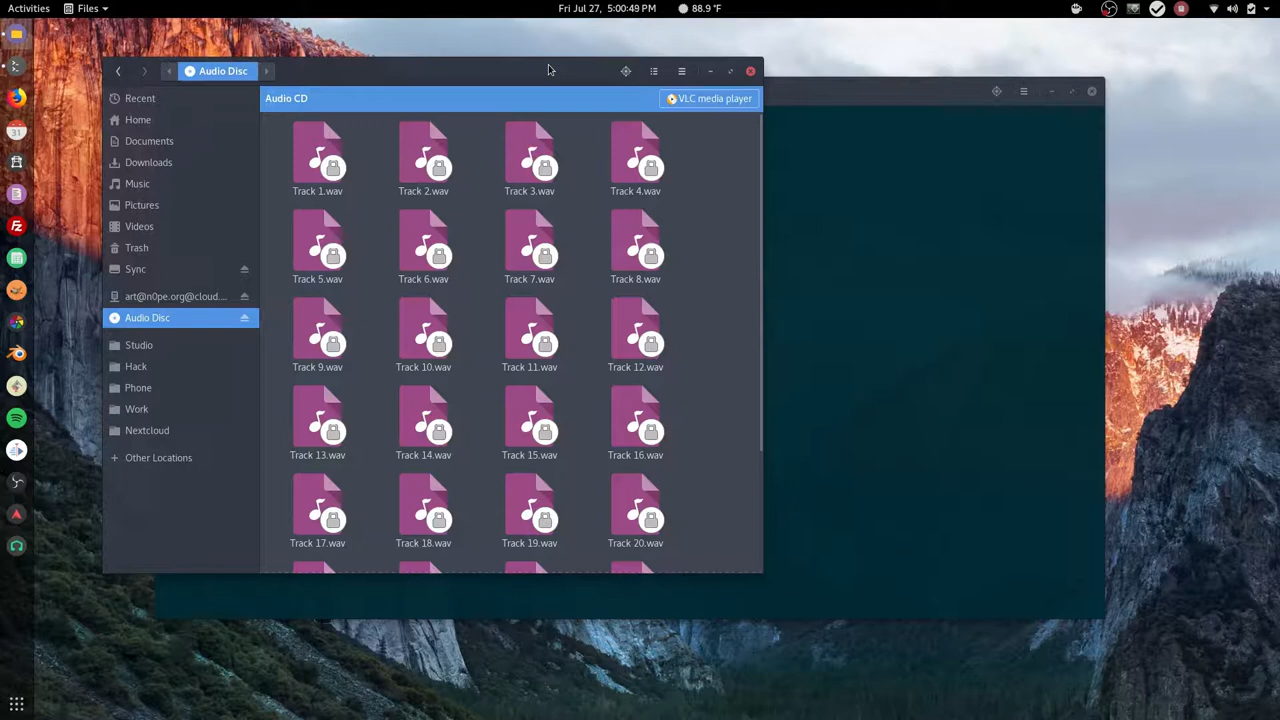 Activities Files Fri Jul 27, 5:00:49 PM 88.9 °F
Audio Disc
Audio CD VLC media player
Recent
Home
Documents
Downloads
Music
Pictures
Videos
Trash
Sync
art@n0pe.org@cloud....
Audio Disc
Studio
Hack
Phone
Work
Nextcloud
+ Other Locations
Track 1.wav Track 2.wav Track 3.wav Track 4.wav
Track 5.wav Track 6.wav Track 7.wav Track 8.wav
Track 9.wav Track 10.wav Track 11.wav Track 12.wav
Track 13.wav Track 14.wav Track 15.wav Track 16.wav
Track 17.wav Track 18.wav Track 19.wav Track 20.wav
31